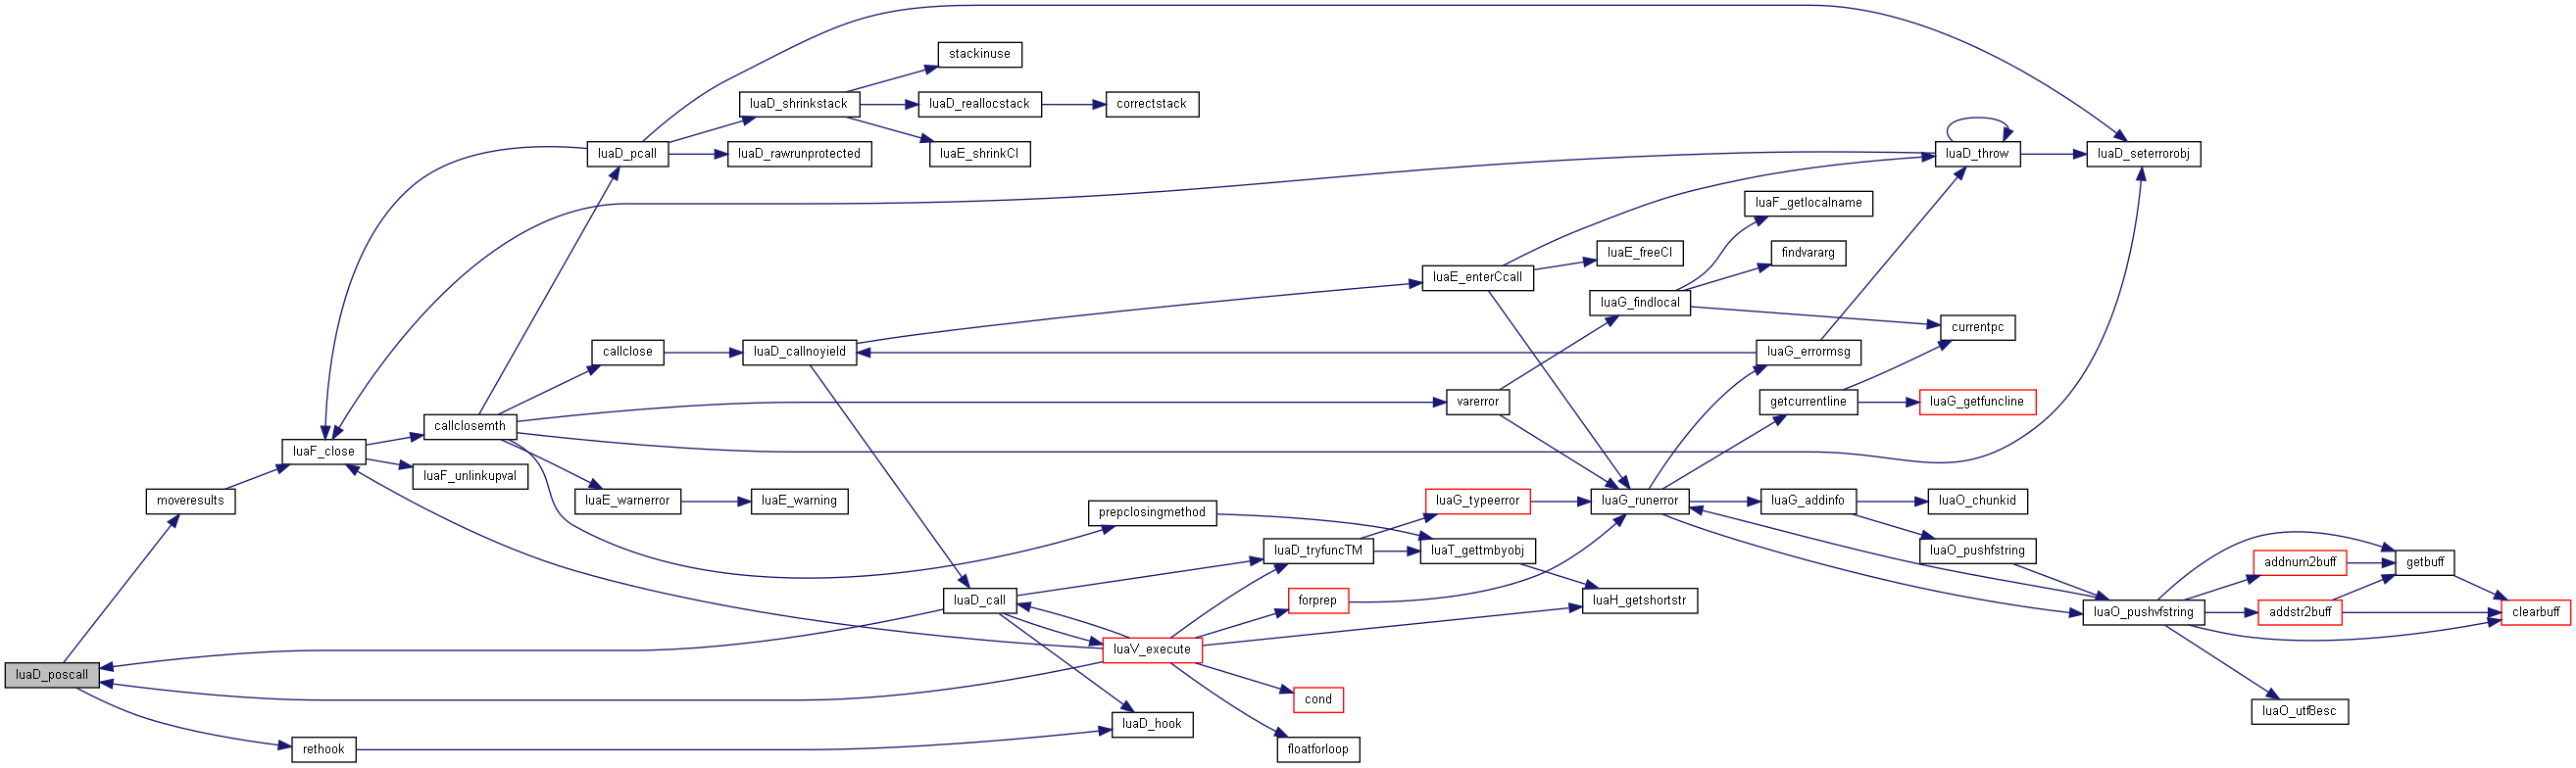 stackinuse
luaD_shrinkstack
luaD_reallocstack
correctstack
luaD_pcall
luaD_rawrunprotected
luaE_shrinkCI
luaD_throw
luaD_seterrorobj
luaF_getlocalname
luaE_freeCI
findvararg
luaE_enterCcall
luaG_findlocal
currentpc
callclose
luaD_callnoyield
luaG_errormsg
varerror
getcurrentline
luaG_getfuncline
callclosemth
luaF_close
luaF_unlinkupval
moveresults
luaE_warnerror
luaE_warning
prepclosingmethod
luaG_typeerror
luaG_runerror
luaG_addinfo
luaO_chunkid
luaD_tryfuncTM
luaT_gettmbyobj
luaO_pushfstring
addnum2buff
getbuff
luaD_call
forprep
luaH_getshortstr
luaO_pushvfstring
addstr2buff
clearbuff
luaV_execute
luaD_poscall
cond
luaO_utf8esc
luaD_hook
rethook
floatforloop